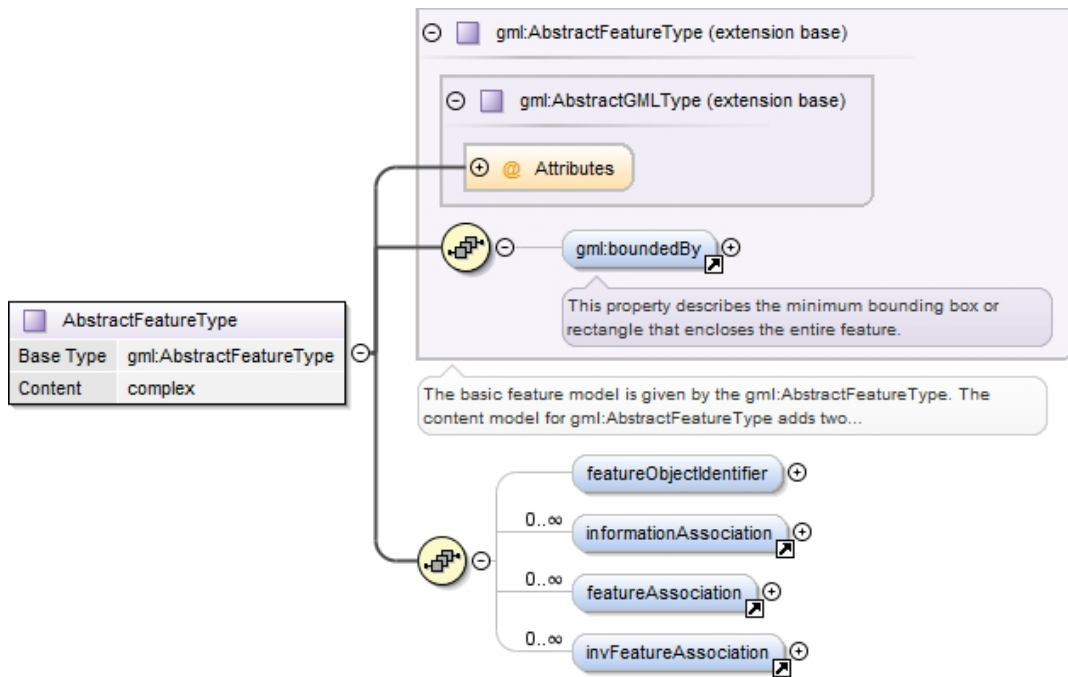 gml:AbstractFeatureType (extension base)
gml:AbstractGMLType (extension base)
@ Attributes
gml:boundedBy
This property describes the minimum bounding box or
rectangle that encloses the entire feature.
AbstractFeatureType
Base Type gml:AbstractFeatureType
Content complex
The basic feature model is given by the gml:AbstractFeatureType. The
content model for gml:AbstractFeatureType adds two...
featureObjectIdentifier
0..∞ informationAssociation
0..∞ featureAssociation
0..∞ invFeatureAssociation